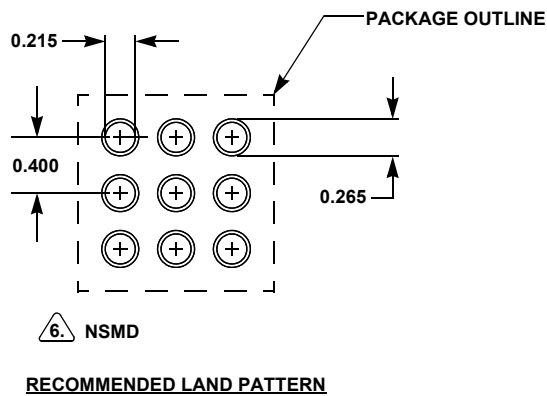 PACKAGE OUTLINE
0.215
0.400
0.265
6. NSMD
RECOMMENDED LAND PATTERN